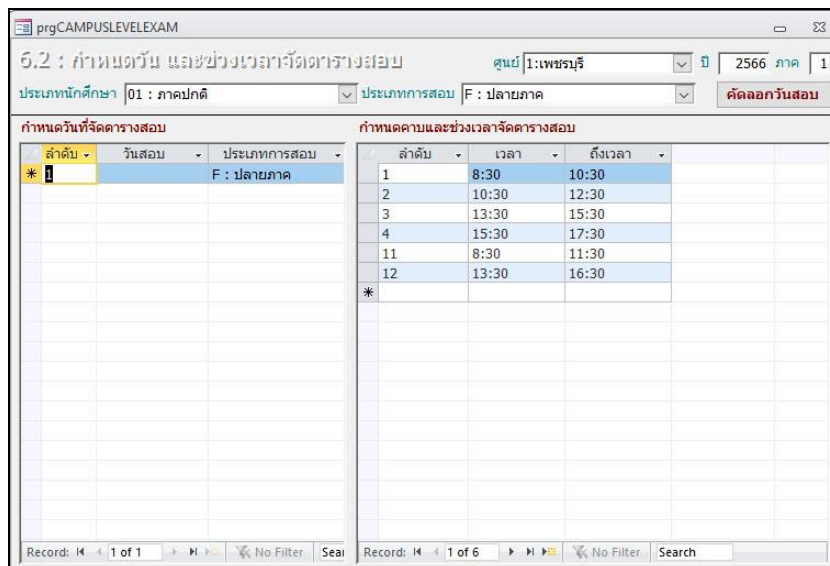 prgCAMPUSLEVELEXAM
6.2 : กำหนดวัน และช่วงเวลาจัดตารางสอบ ศูนย์ 1:เพชรบุรี ปี 2566 ภาค 1
ประเภทนักศึกษา 01 : ภาคปกติ ประเภทการสอบ F : ปลายภาค คัดลอกวันสอบ
กำหนดวันที่จัดตารางสอบ กำหนดคาบและช่วงเวลาจัดตารางสอบ
ลำดับ วันสอบ ประเภทการสอบ ลำดับ เวลา ถึงเวลา
1 F : ปลายภาค 1 8:30 10:30
2 10:30 12:30
3 13:30 15:30
4 15:30 17:30
11 8:30 11:30
12 13:30 16:30
Record: 1 of 1 No Filter Sear Record: 1 of 6 No Filter Search